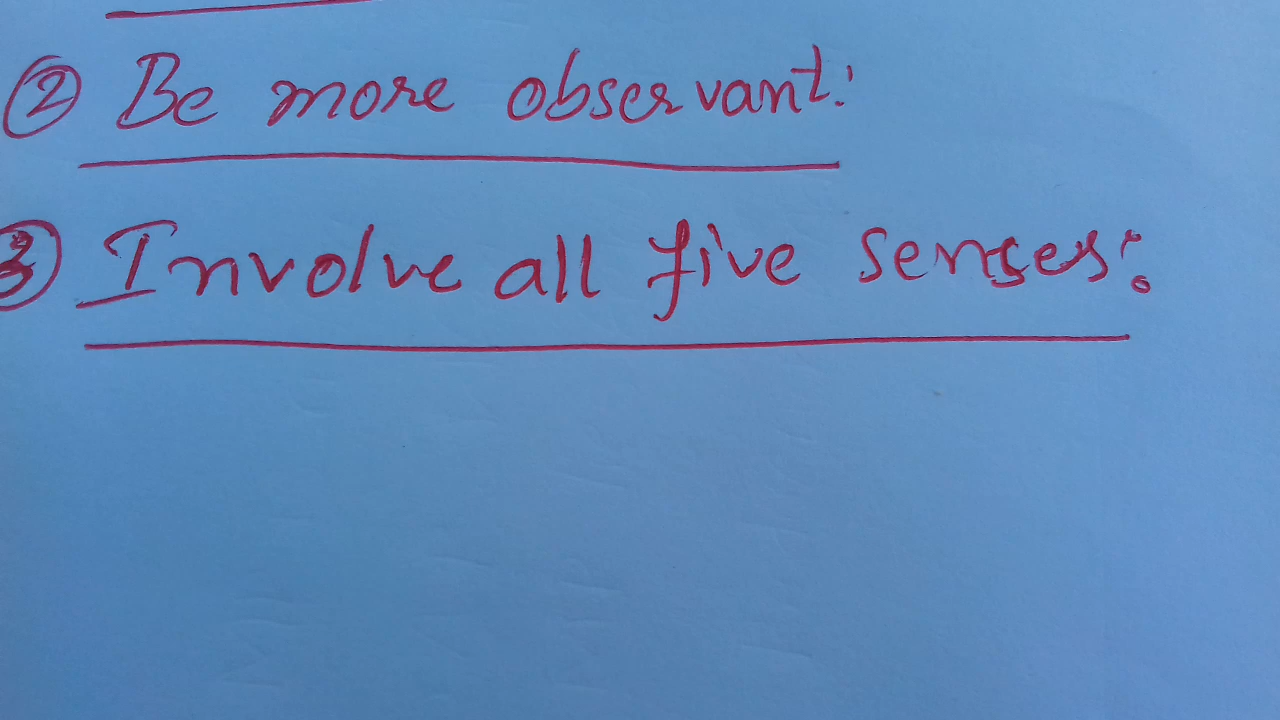 ② Be more observant:
③ Involve all five senses: